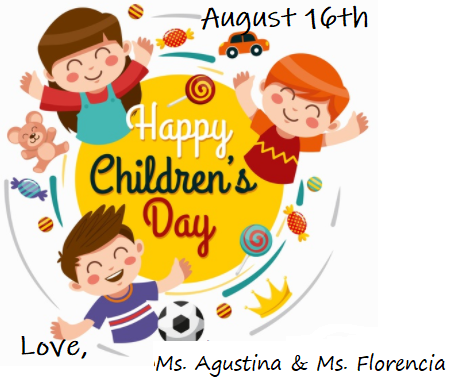 August 16th
Happy
Children's
Day
Love,
Ms. Agustina & Ms. Florencia